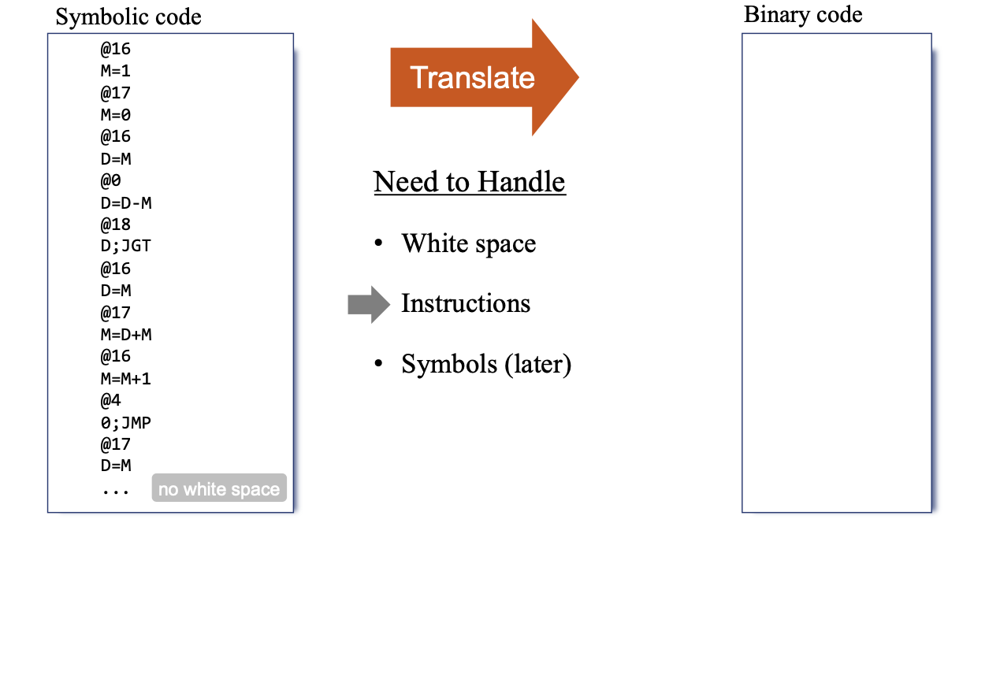 Symbolic code
@16
M=1
@17
M=0
@16
D=M
@0
D=D-M
@18
D;JGT
@16
D=M
@17
M=D+M
@16
M=M+1
@4
0;JMP
@17
D=M
...
no white space
Translate
Need to Handle
• White space
Instructions
• Symbols (later)
Binary code